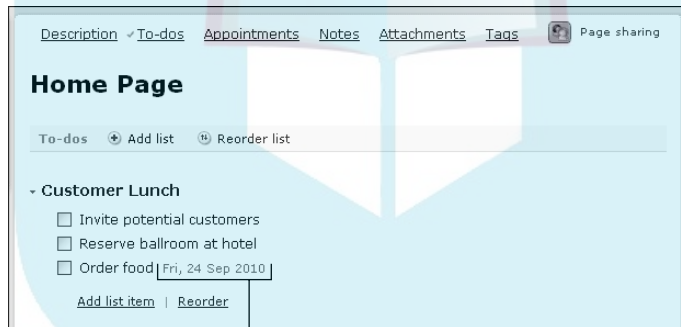 Description ✓To-dos Appointments Notes Attachments Tags Page sharing
Home Page
To-dos Add list Reorder list
Customer Lunch
Invite potential customers
Reserve ballroom at hotel
Order food Fri, 24 Sep 2010
Add list item | Reorder